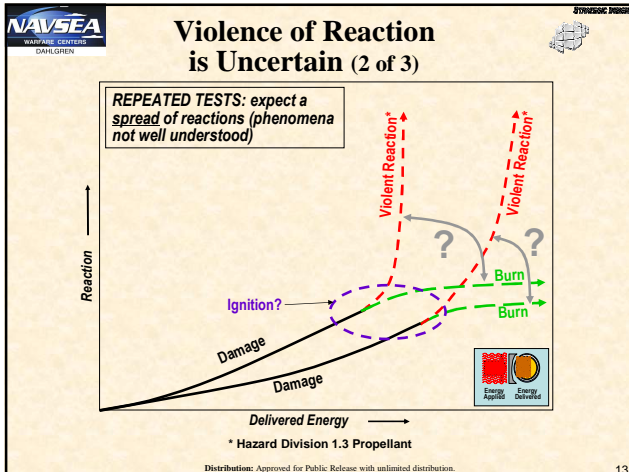 NAVSEA
WARFARE CENTERS
DAHLGREN
Violence of Reaction
is Uncertain (2 of 3)
REPEATED TESTS: expect a
spread of reactions (phenomena
not well understood)
Violent Reaction*
Violent Reaction*
?
?
Burn
Burn
Ignition?
Damage
Damage
Reaction
Energy
Applied
Energy
Delivered
Delivered Energy
* Hazard Division 1.3 Propellant
Distribution: Approved for Public Release with unlimited distribution.
13